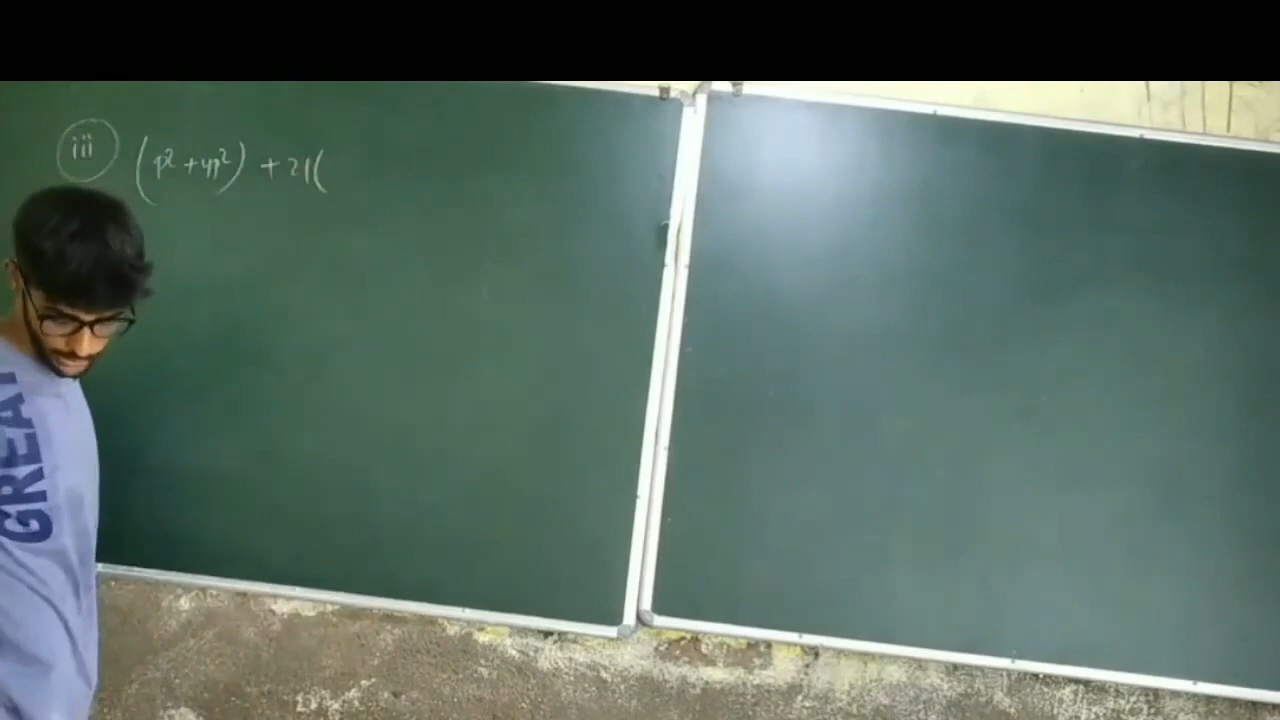 iii (p² + 4p²) + 21(
GREAT